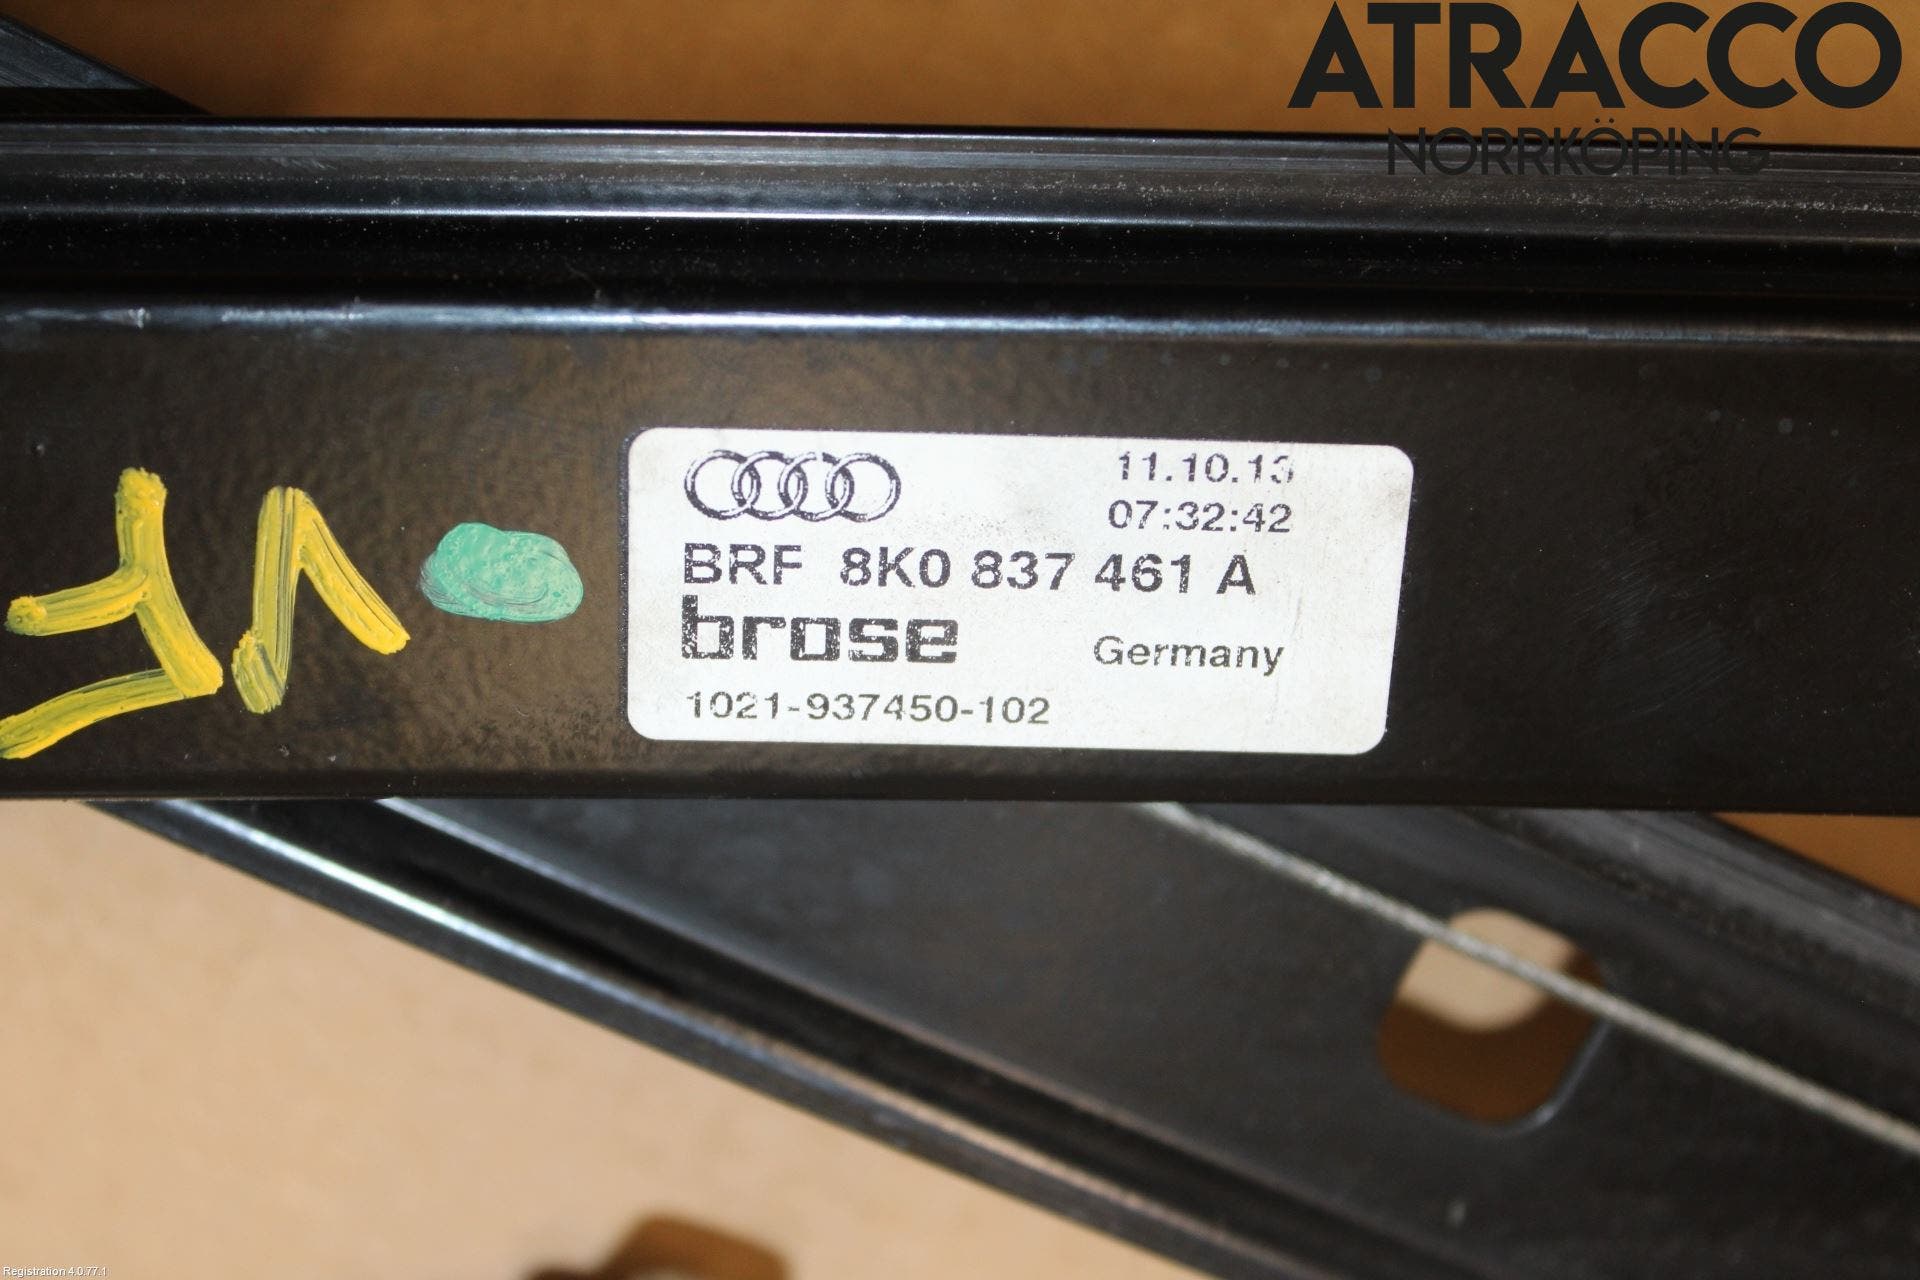 ATRACCO
NORRKÖPING
11.10.13
07:32:42
BRF 8K0 837 461 A
brose
Germany
1021-937450-102
VF
Registration 4.0.77.1